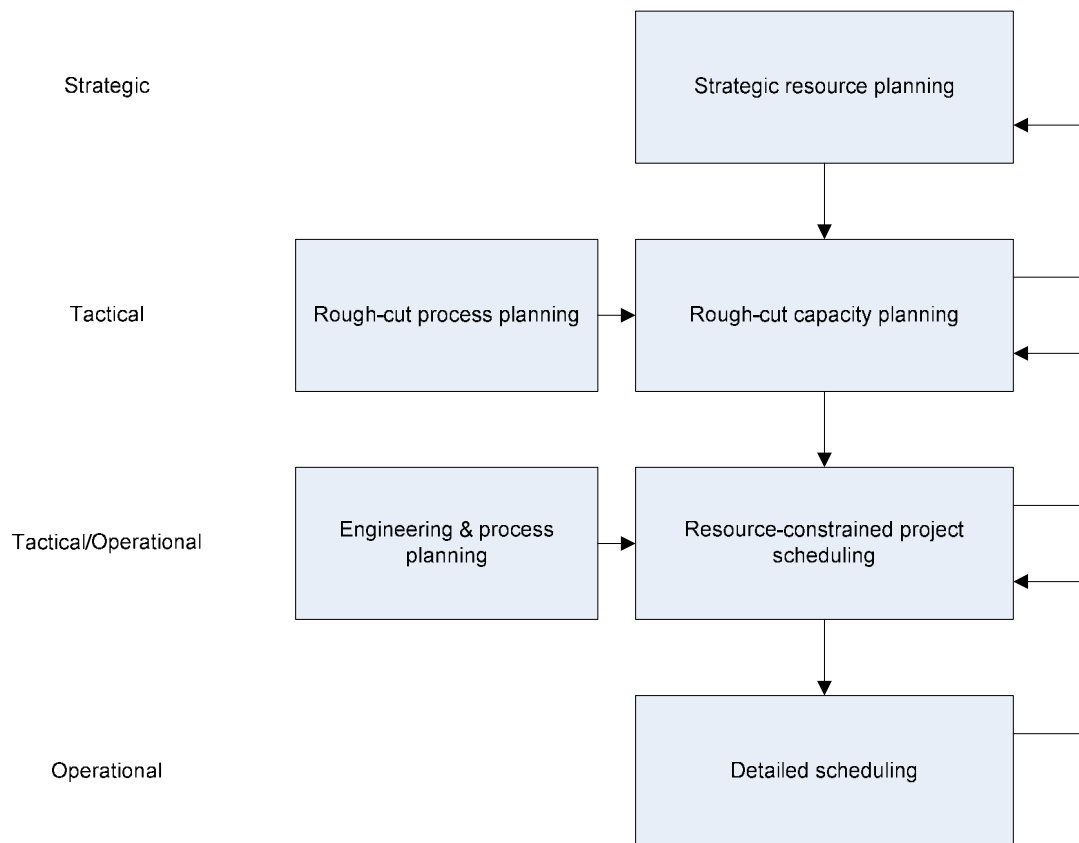 Strategic
Strategic resource planning
Tactical
Rough-cut process planning
Rough-cut capacity planning
Tactical/Operational
Engineering & process
planning
Resource-constrained project
scheduling
Operational
Detailed scheduling